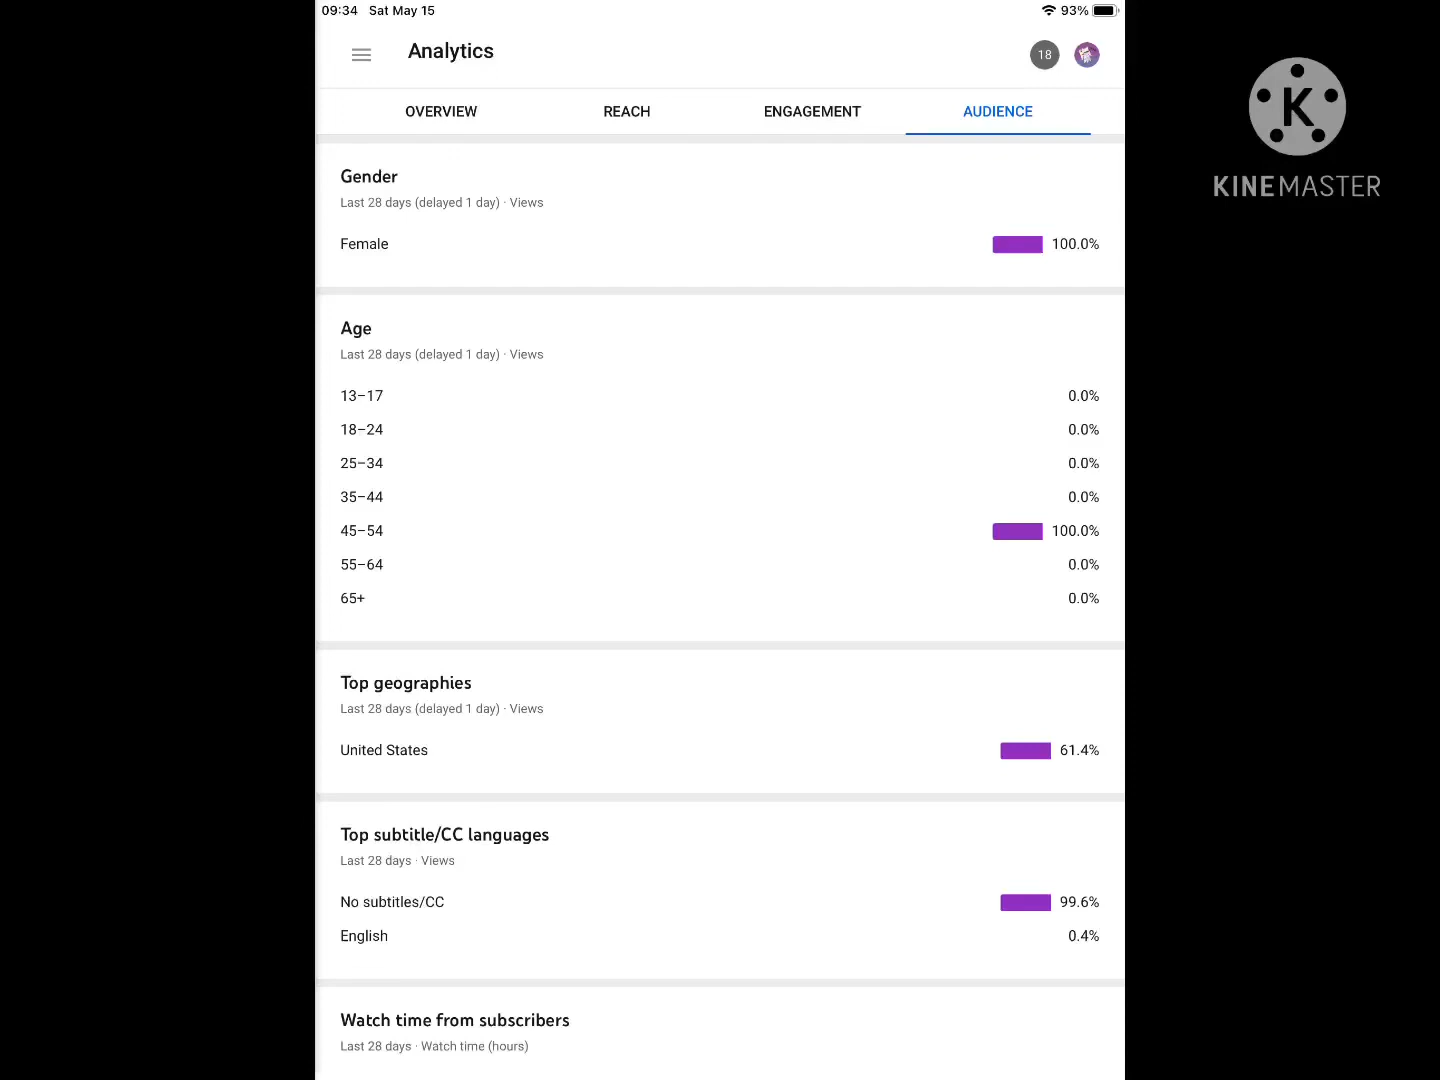 09:34 Sat May 15
93%
Analytics
18
OVERVIEW REACH ENGAGEMENT AUDIENCE
Gender
Last 28 days (delayed 1 day) · Views
Female 100.0%
Age
Last 28 days (delayed 1 day) · Views
13–17 0.0%
18–24 0.0%
25–34 0.0%
35–44 0.0%
45–54 100.0%
55–64 0.0%
65+ 0.0%
Top geographies
Last 28 days (delayed 1 day) · Views
United States 61.4%
Top subtitle/CC languages
Last 28 days · Views
No subtitles/CC 99.6%
English 0.4%
Watch time from subscribers
Last 28 days · Watch time (hours)
K
KINEMASTER